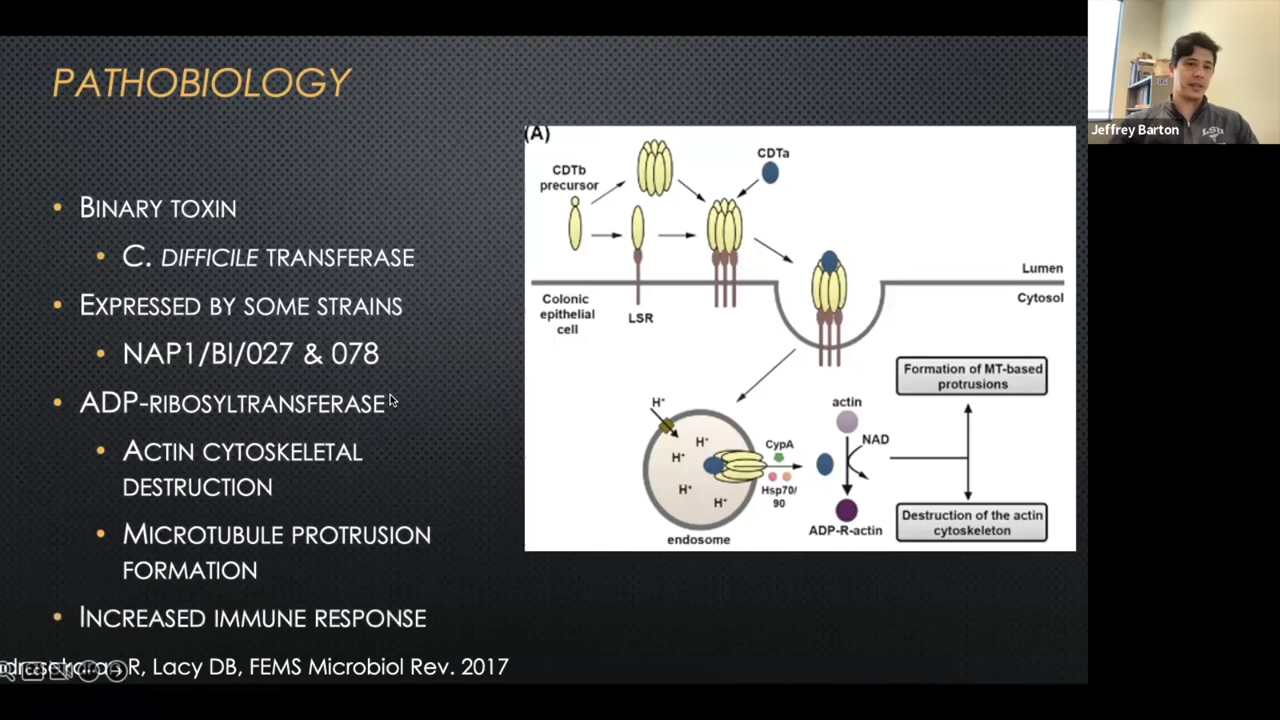 PATHOBIOLOGY
• BINARY TOXIN
• C. DIFFICILE TRANSFERASE
• EXPRESSED BY SOME STRAINS
• NAP1/BI/027 & 078
• ADP-RIBOSYLTRANSFERASE
• ACTIN CYTOSKELETAL
DESTRUCTION
• MICROTUBULE PROTRUSION
FORMATION
• INCREASED IMMUNE RESPONSE
R, Lacy DB, FEMS Microbiol Rev. 2017
(A)
CDTb
precursor
CDTa
Lumen
Cytosol
Colonic
epithelial
cell
LSR
Formation of MT-based
protrusions
H+
H+
H+
H+
H+
endosome
CypA
Hsp70/
90
actin
NAD
ADP-R-actin
Destruction of the actin
cytoskeleton
Jeffrey Barton
LSU